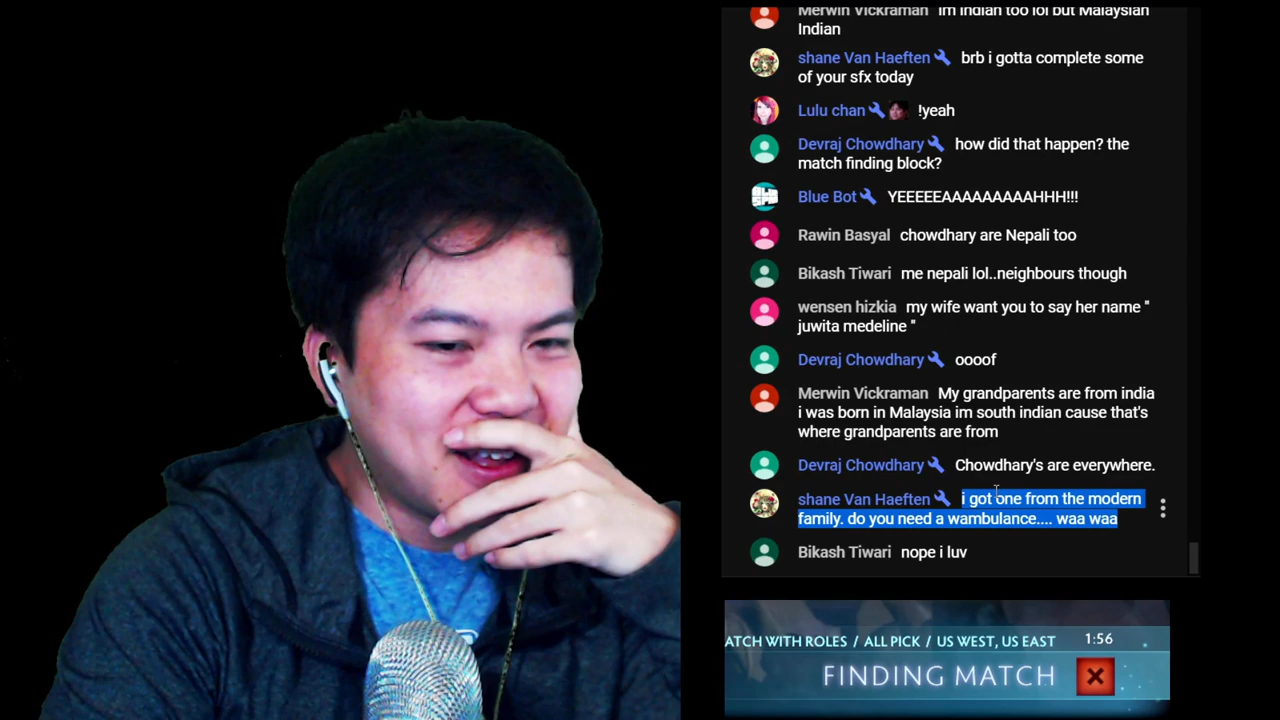 Merwin Vickraman im indian too lol but Malaysian
Indian
shane Van Haeften brb i gotta complete some
of your sfx today
Lulu chan !yeah
Devraj Chowdhary how did that happen? the
match finding block?
Blue Bot YEEEEEAAAAAAAAAHHH!!!
Rawin Basyal chowdhary are Nepali too
Bikash Tiwari me nepali lol..neighbours though
wensen hizkia my wife want you to say her name "
juwita medeline "
Devraj Chowdhary oooof
Merwin Vickraman My grandparents are from india
i was born in Malaysia im south indian cause that's
where grandparents are from
Devraj Chowdhary Chowdhary's are everywhere.
shane Van Haeften i got one from the modern
family. do you need a wambulance.... waa waa
Bikash Tiwari nope i luv
ATCH WITH ROLES / ALL PICK / US WEST, US EAST 1:56
FINDING MATCH